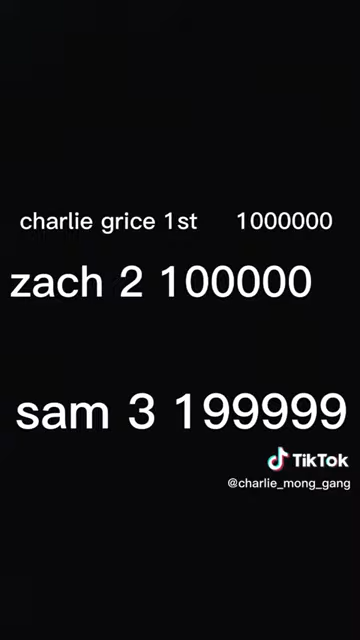 charlie grice 1st 1000000
zach 2 100000
sam 3 199999
TikTok
@charlie_mong_gang